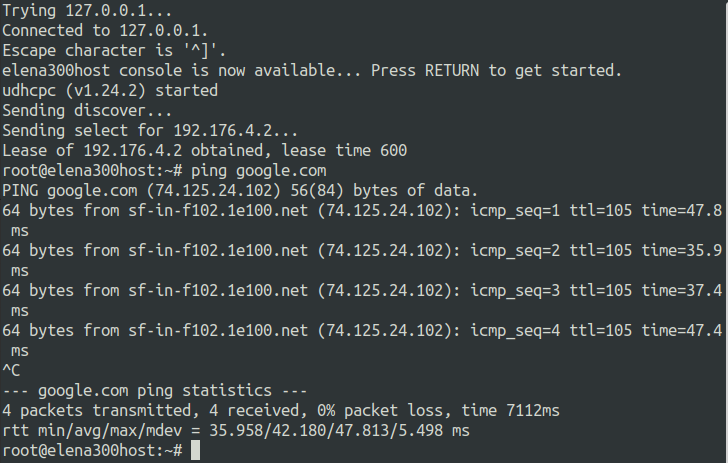 Trying 127.0.0.1...
Connected to 127.0.0.1.
Escape character is '^]'.
elena300host console is now available... Press RETURN to get started.
udhcpc (v1.24.2) started
Sending discover...
Sending select for 192.176.4.2...
Lease of 192.176.4.2 obtained, lease time 600
root@elena300host:~# ping google.com
PING google.com (74.125.24.102) 56(84) bytes of data.
64 bytes from sf-in-f102.1e100.net (74.125.24.102): icmp_seq=1 ttl=105 time=47.8
 ms
64 bytes from sf-in-f102.1e100.net (74.125.24.102): icmp_seq=2 ttl=105 time=35.9
 ms
64 bytes from sf-in-f102.1e100.net (74.125.24.102): icmp_seq=3 ttl=105 time=37.4
 ms
64 bytes from sf-in-f102.1e100.net (74.125.24.102): icmp_seq=4 ttl=105 time=47.4
 ms
^C
--- google.com ping statistics ---
4 packets transmitted, 4 received, 0% packet loss, time 7112ms
rtt min/avg/max/mdev = 35.958/42.180/47.813/5.498 ms
root@elena300host:~#